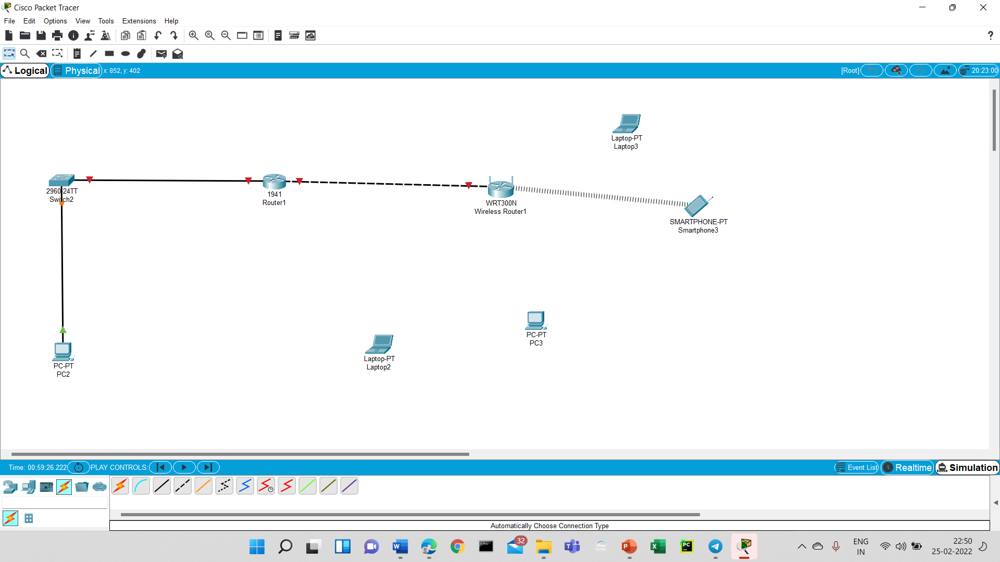 Cisco Packet Tracer
File Edit Options View Tools Extensions Help
?
Logical Physical x: 852, y: 402 [Root] 20:23:00
Laptop-PT
Laptop3
2960-24TT
Switch2
1941
Router1
WRT300N
Wireless Router1
SMARTPHONE-PT
Smartphone3
PC-PT
PC3
Laptop-PT
Laptop2
PC-PT
PC2
Time: 00:59:26.222 PLAY CONTROLS: Event List Realtime Simulation
Automatically Choose Connection Type
32
ENG
IN
22:50
25-02-2022